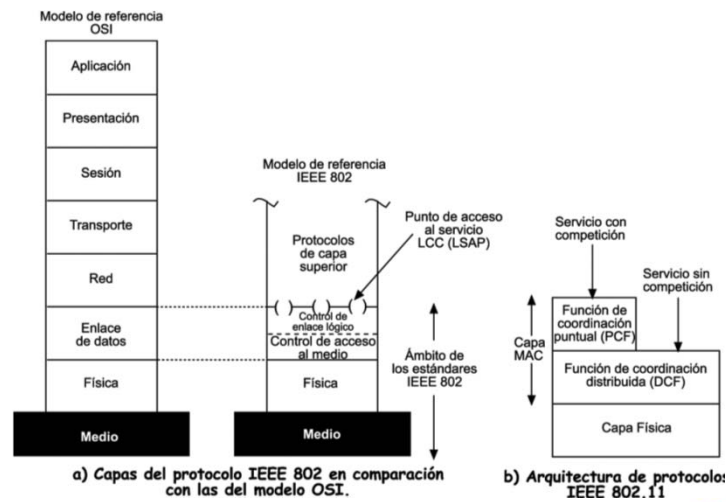 Modelo de referencia
OSI
Aplicación
Presentación
Sesión
Transporte
Red
Enlace
de datos
Física
Medio
Modelo de referencia
IEEE 802
Protocolos
de capa
superior
Control de
enlace lógico
Control de acceso
al medio
Física
Medio
Punto de acceso
al servicio
LCC (LSAP)
Ámbito de
los estándares
IEEE 802
a) Capas del protocolo IEEE 802 en comparación
con las del modelo OSI.
Servicio con
competición
Servicio sin
competición
Capa
MAC
Función de
coordinación
puntual (PCF)
Función de coordinación
distribuida (DCF)
Capa Física
b) Arquitectura de protocolos
IEEE 802.11